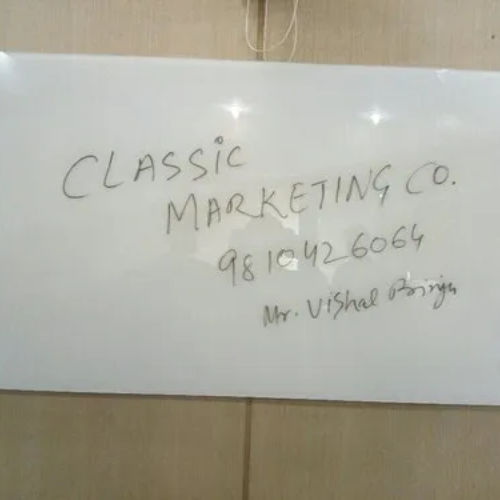 CLASSiC
MARKETING CO.
9810426064
Mr. Vishal